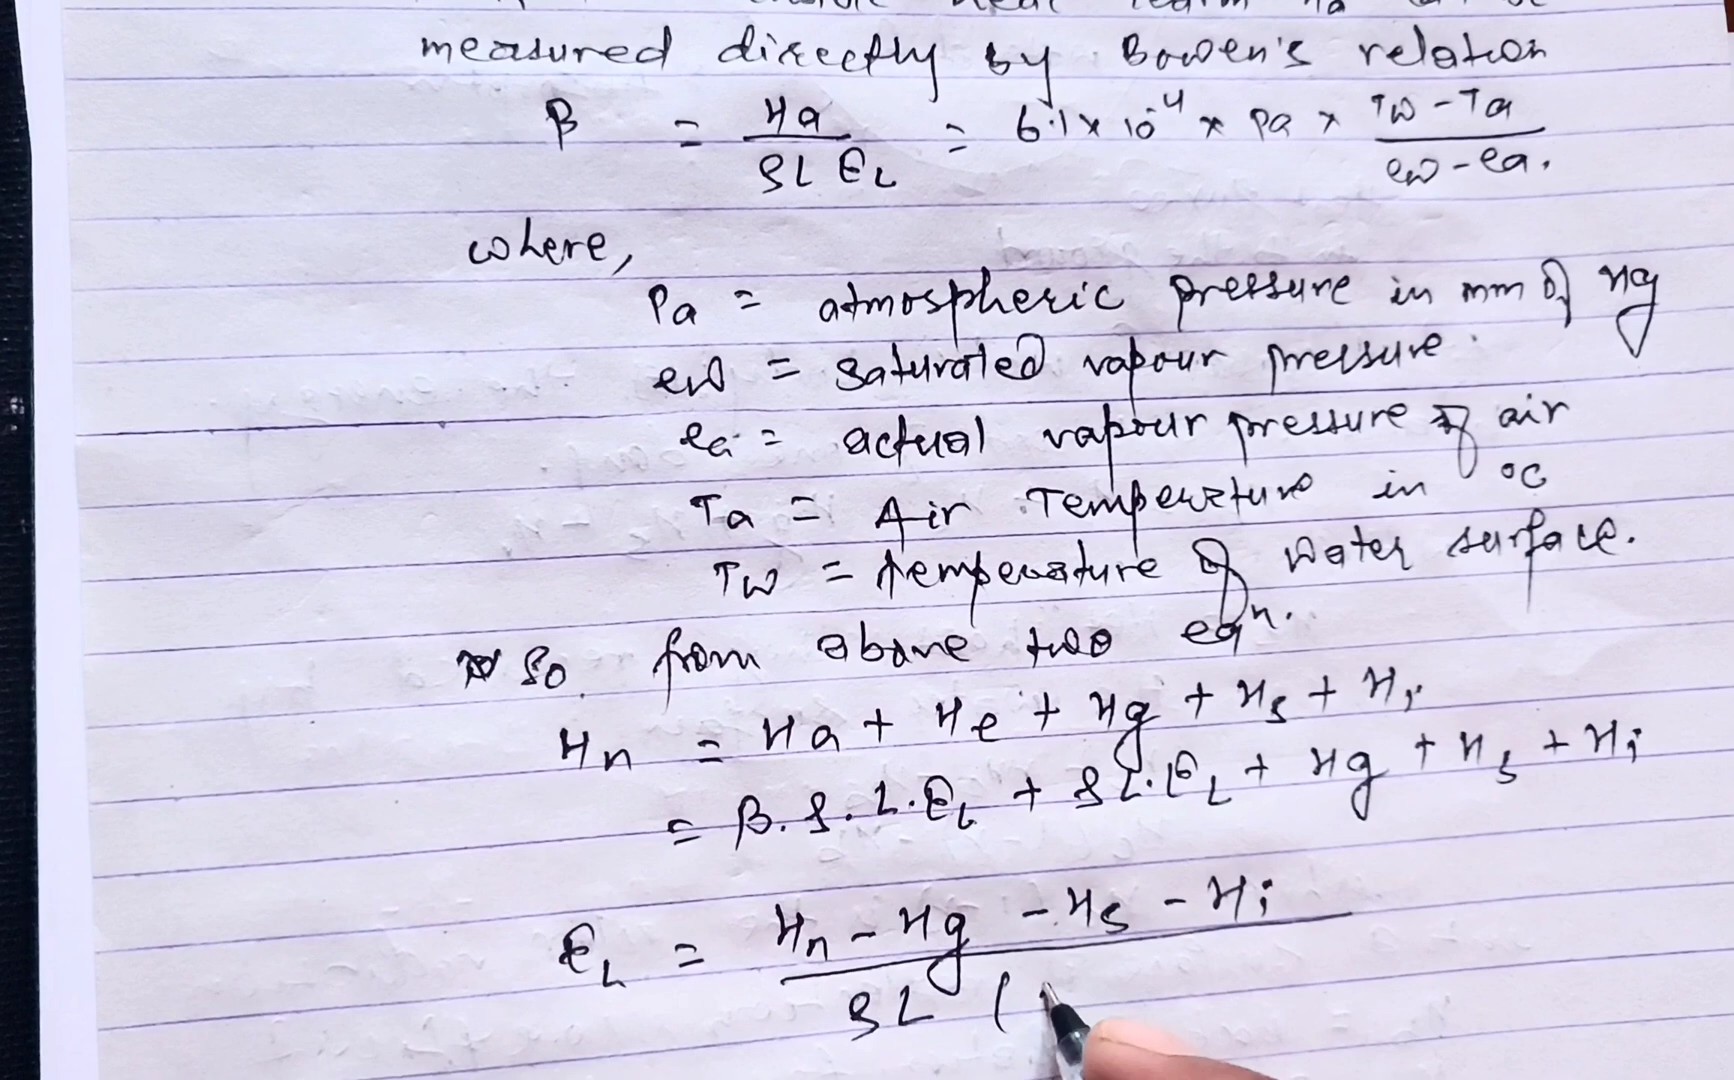 measured directly by Bowen's relation
β = Ha / ρL EL = 6.1 × 10^-4 × Pa × Tw - Ta / ew - ea.
where,
Pa = atmospheric pressure in mm of Hg
ew = saturated vapour pressure.
ea = actual vapour pressure of air
Ta = Air Temperature in °C
Tw = temperature of water surface.
So from above two eqn.
Hn = Ha + He + Hg + Hs + Hi
= β. ρ. L. EL + ρL. EL + Hg + Hs + Hi
EL = Hn - Hg - Hs - Hi / ρL (